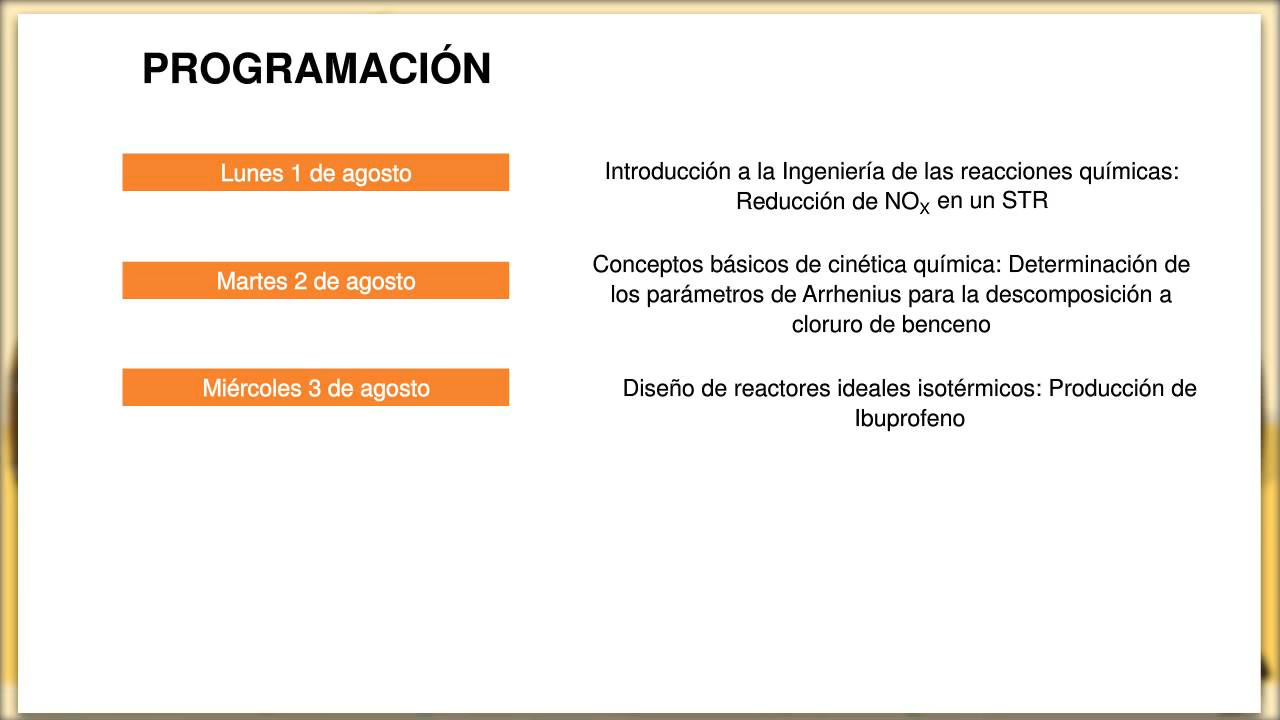 PROGRAMACIÓN
Lunes 1 de agosto
Introducción a la Ingeniería de las reacciones químicas:
Reducción de NOX en un STR
Martes 2 de agosto
Conceptos básicos de cinética química: Determinación de
los parámetros de Arrhenius para la descomposición a
cloruro de benceno
Miércoles 3 de agosto
Diseño de reactores ideales isotérmicos: Producción de
Ibuprofeno